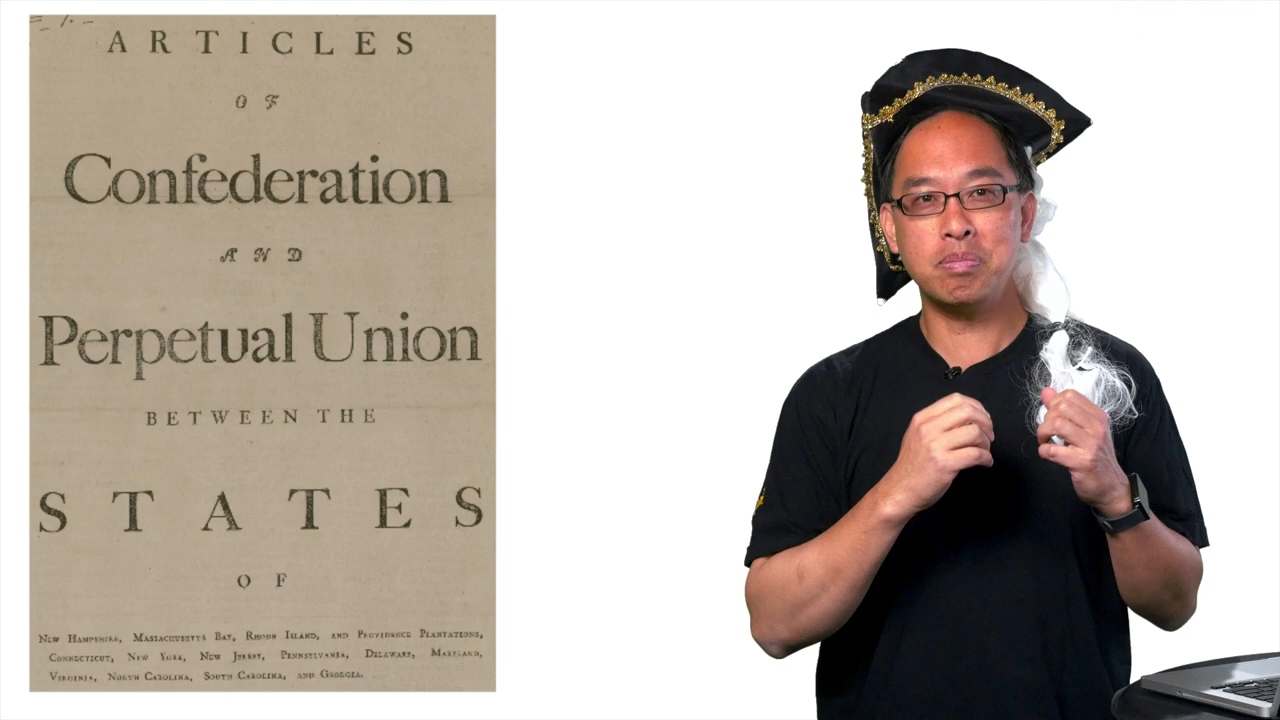 ARTICLES
OF
Confederation
AND
Perpetual Union
BETWEEN THE
STATES
OF
New Hampshire, Massachusetts Bay, Rhode Island, and Providence Plantations,
Connecticut, New York, New Jersey, Pennsylvania, Delaware, Maryland,
Virginia, North Carolina, South Carolina, and Georgia.